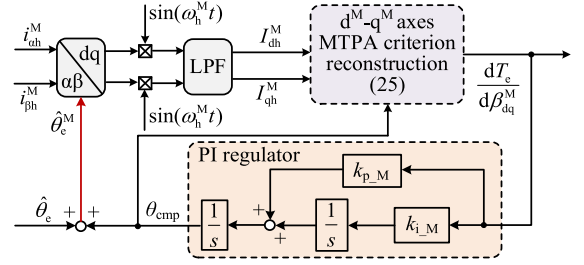 sin(ω_h^M t)
d^M-q^M axes
MTPA criterion
reconstruction
(25)
i_αh^M
dq
αβ
LPF
I_dh^M
i_βh^M
I_qh^M
dT_e
dβ_dq^M
θ̂_e^M
sin(ω_h^M t)
PI regulator
k_p_M
θ̂_e
+
+
θ_cmp
1
s
+
+
1
s
k_i_M